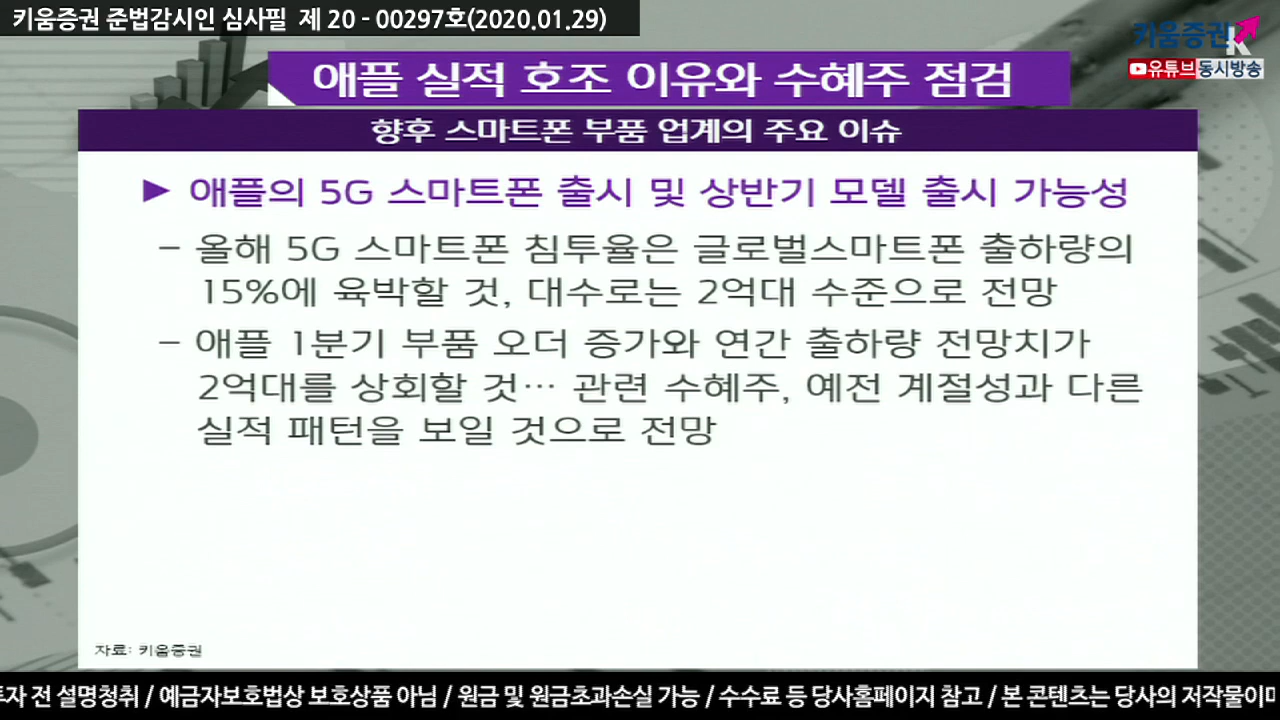 키움증권 준법감시인 심사필 제 20 - 00297호(2020.01.29)
키움증권
유튜브동시방송
애플 실적 호조 이유와 수혜주 점검
향후 스마트폰 부품 업계의 주요 이슈
▶ 애플의 5G 스마트폰 출시 및 상반기 모델 출시 가능성
– 올해 5G 스마트폰 침투율은 글로벌스마트폰 출하량의
15%에 육박할 것, 대수로는 2억대 수준으로 전망
– 애플 1분기 부품 오더 증가와 연간 출하량 전망치가
2억대를 상회할 것… 관련 수혜주, 예전 계절성과 다른
실적 패턴을 보일 것으로 전망
자료: 키움증권
투자 전 설명청취 / 예금자보호법상 보호상품 아님 / 원금 및 원금초과손실 가능 / 수수료 등 당사홈페이지 참고 / 본 콘텐츠는 당사의 저작물이며